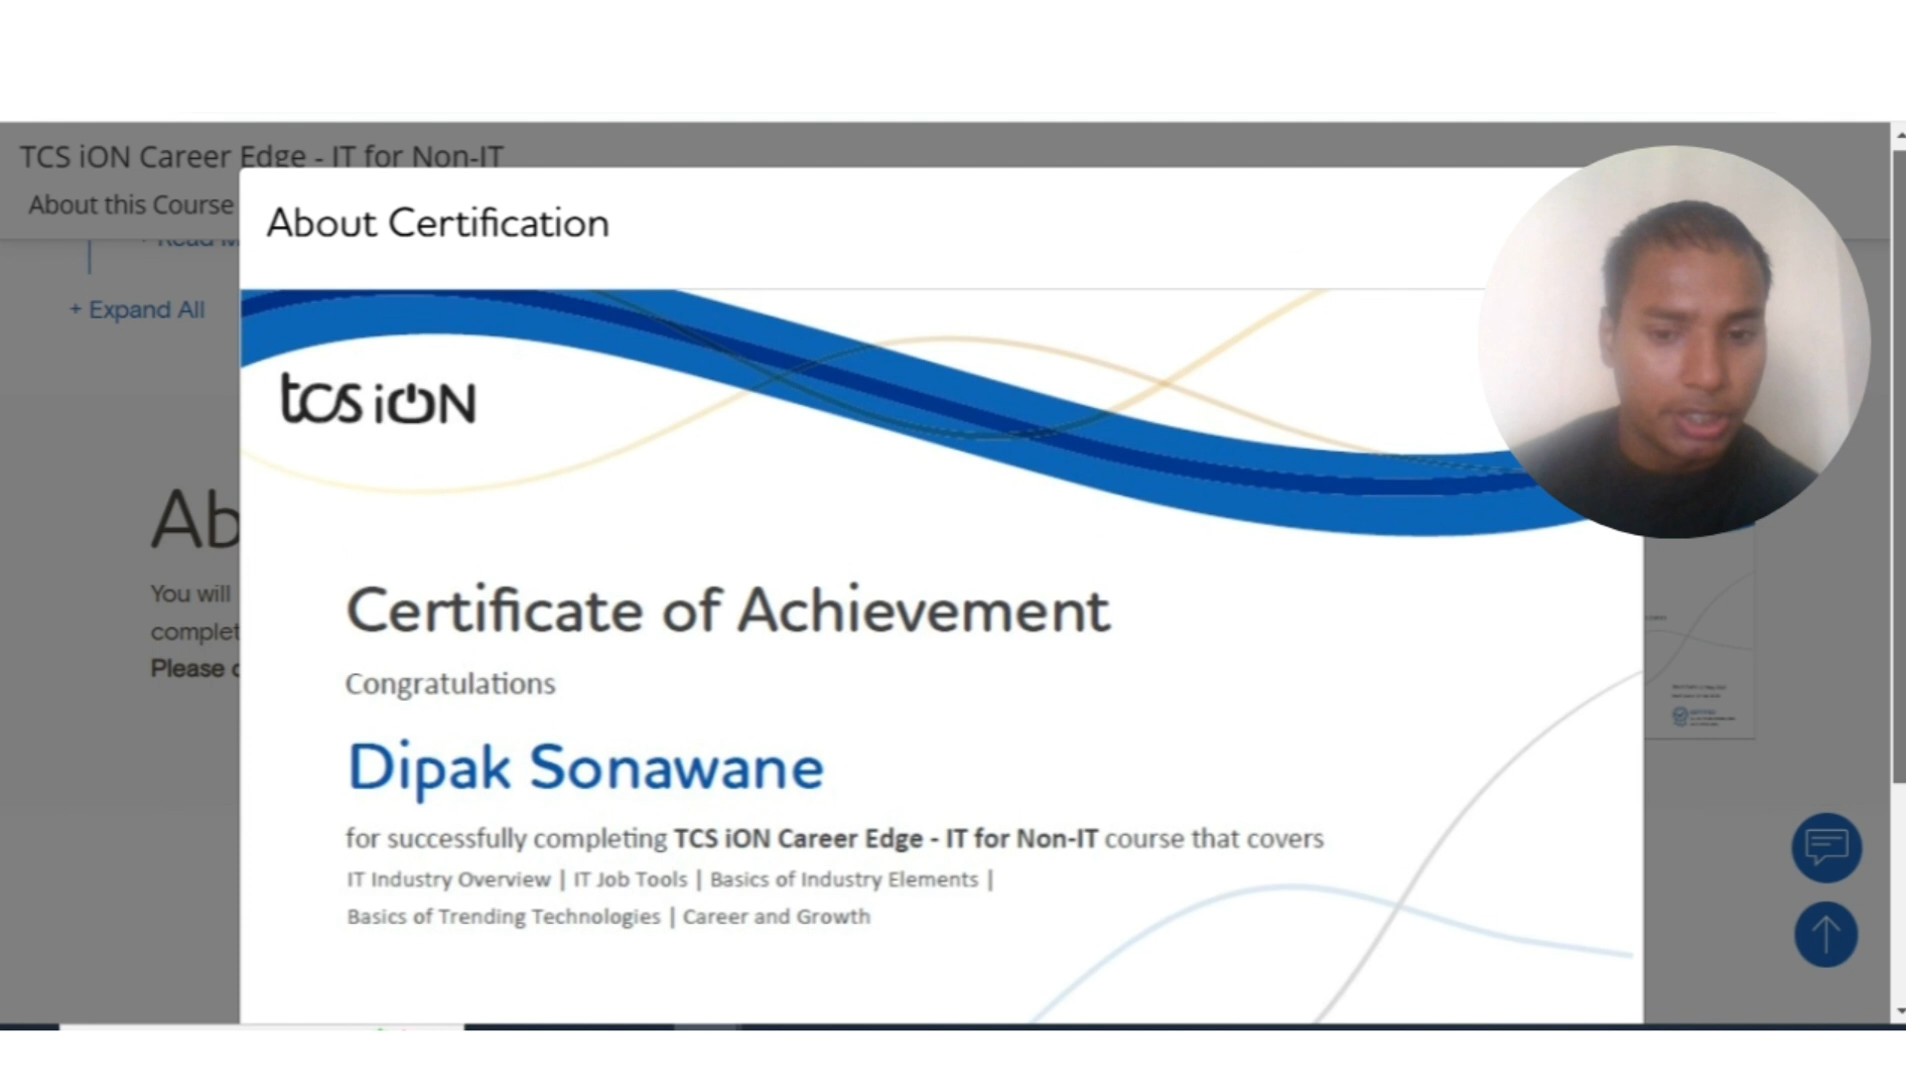 TCS iON Career Edge - IT for Non-IT
About this Course
+ Expand All
Ab
You will
complet
Please
About Certification
tcs iON
Certificate of Achievement
Congratulations
Dipak Sonawane
for successfully completing TCS iON Career Edge - IT for Non-IT course that covers
IT Industry Overview | IT Job Tools | Basics of Industry Elements |
Basics of Trending Technologies | Career and Growth